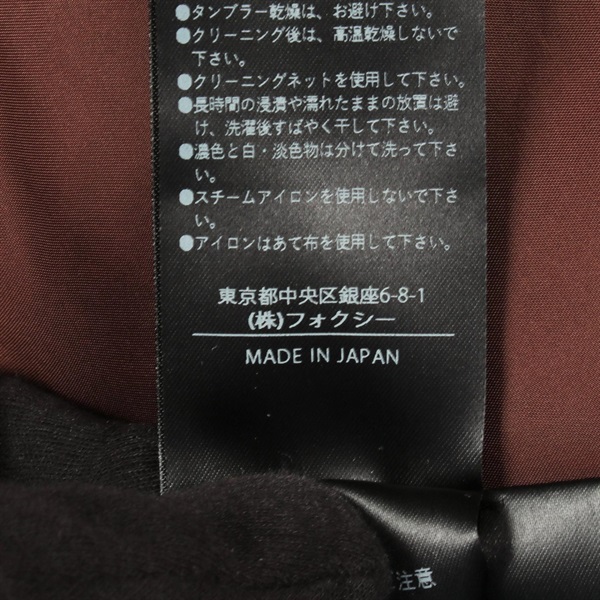 ●タンブラー乾燥は、お避け下さい。
●クリーニング後は、高温乾燥しないで
下さい。
●クリーニングネットを使用して下さい。
●長時間の浸漬や濡れたままの放置は避
け、洗濯後すばやく干して下さい。
●濃色と白・淡色物は分けて洗って下さ
い。
●スチームアイロンを使用しないで下さ
い。
●アイロンはあて布を使用して下さい。
東京都中央区銀座6-8-1
(株)フォクシー
MADE IN JAPAN
注意